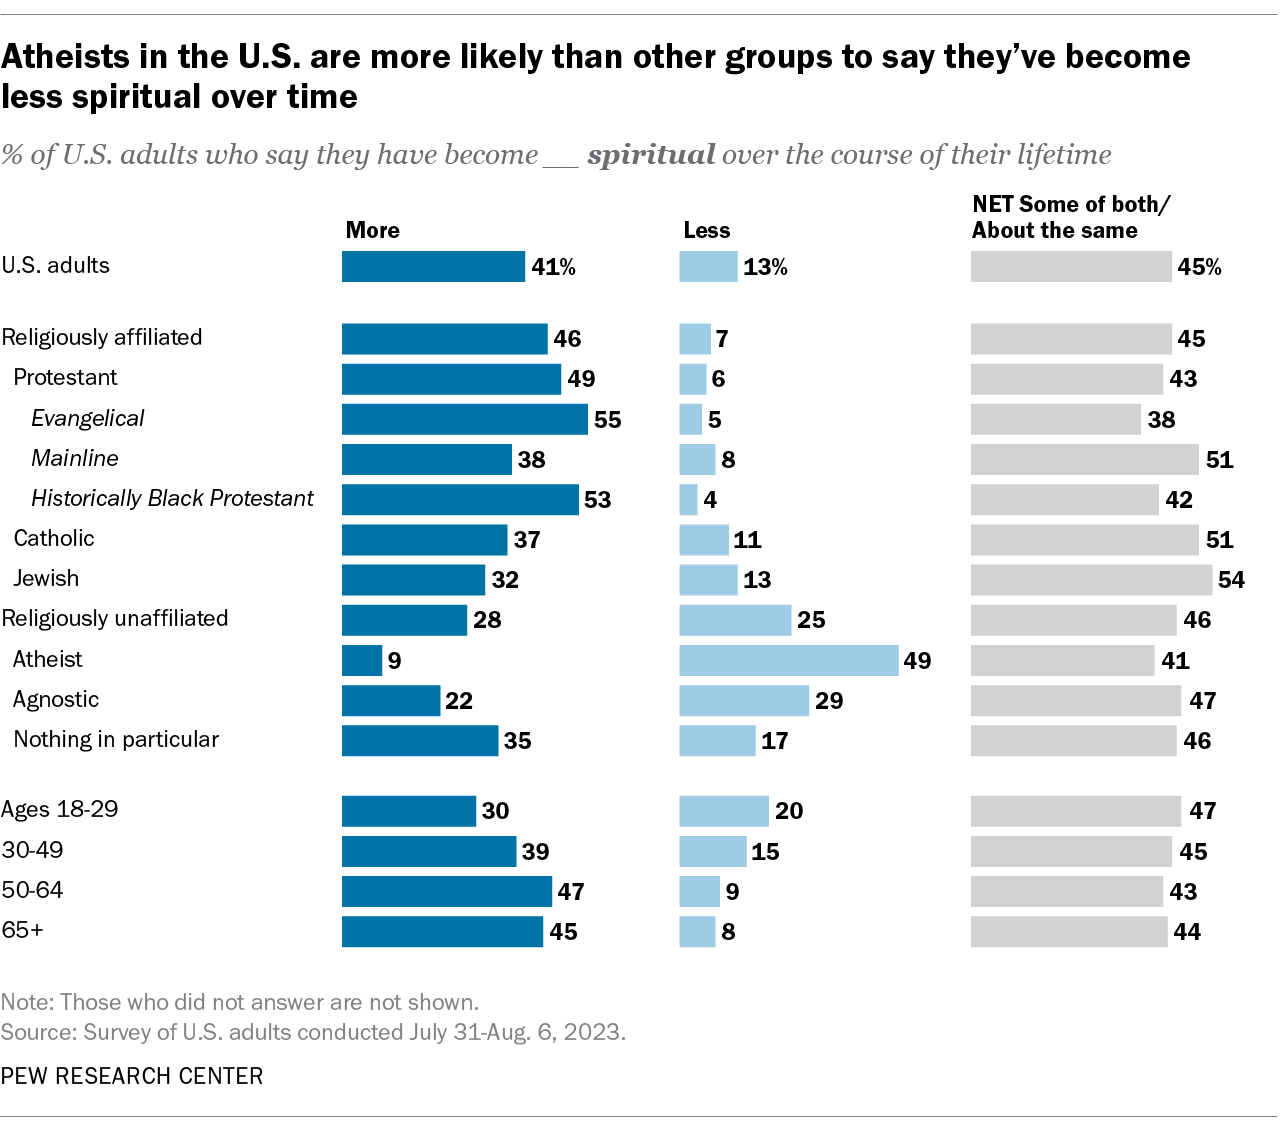 Atheists in the U.S. are more likely than other groups to say they’ve become
less spiritual over time
% of U.S. adults who say they have become __ spiritual over the course of their lifetime
More Less NET Some of both/
About the same
U.S. adults 41% 13% 45%
Religiously affiliated 46 7 45
Protestant 49 6 43
Evangelical 55 5 38
Mainline 38 8 51
Historically Black Protestant 53 4 42
Catholic 37 11 51
Jewish 32 13 54
Religiously unaffiliated 28 25 46
Atheist 9 49 41
Agnostic 22 29 47
Nothing in particular 35 17 46
Ages 18-29 30 20 47
30-49 39 15 45
50-64 47 9 43
65+ 45 8 44
Note: Those who did not answer are not shown.
Source: Survey of U.S. adults conducted July 31-Aug. 6, 2023.
PEW RESEARCH CENTER